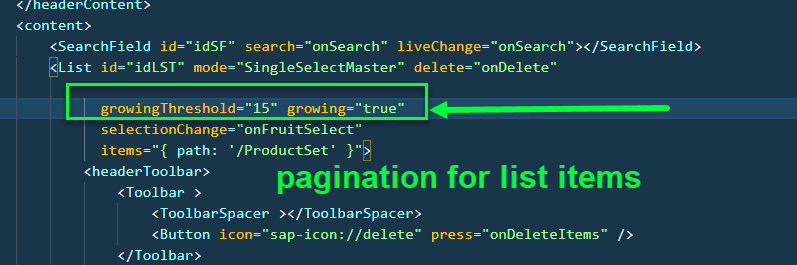 </headerContent>
<content>
<SearchField id="idSF" search="onSearch" liveChange="onSearch"></SearchField>
<List id="idLST" mode="SingleSelectMaster" delete="onDelete"
growingThreshold="15" growing="true"
selectionChange="onFruitSelect"
items="{ path: '/ProductSet' }">
pagination for list items
<headerToolbar>
<Toolbar >
<ToolbarSpacer ></ToolbarSpacer>
<Button icon="sap-icon://delete" press="onDeleteItems" />
</Toolbar>